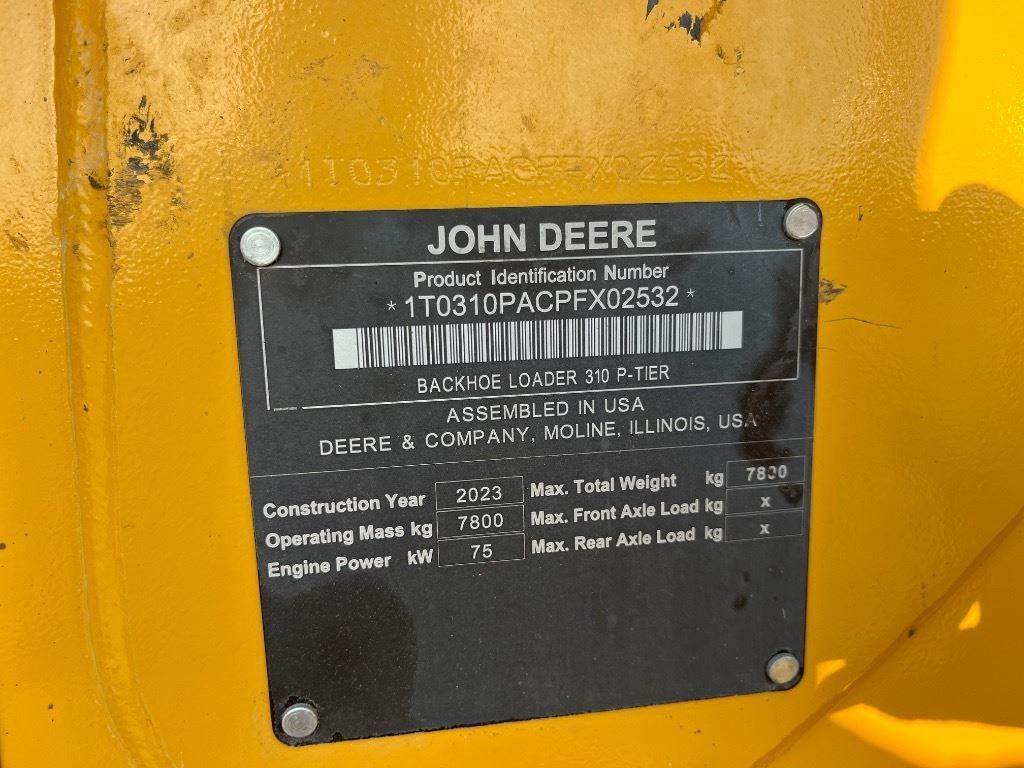 1T0310PACPFX02532
JOHN DEERE
Product Identification Number
*1T0310PACPFX02532*
BACKHOE LOADER 310 P-TIER
ASSEMBLED IN USA
DEERE & COMPANY, MOLINE, ILLINOIS, USA
Construction Year 2023 Max. Total Weight kg 7800
Operating Mass kg 7800 Max. Front Axle Load kg x
Engine Power kW 75 Max. Rear Axle Load kg x